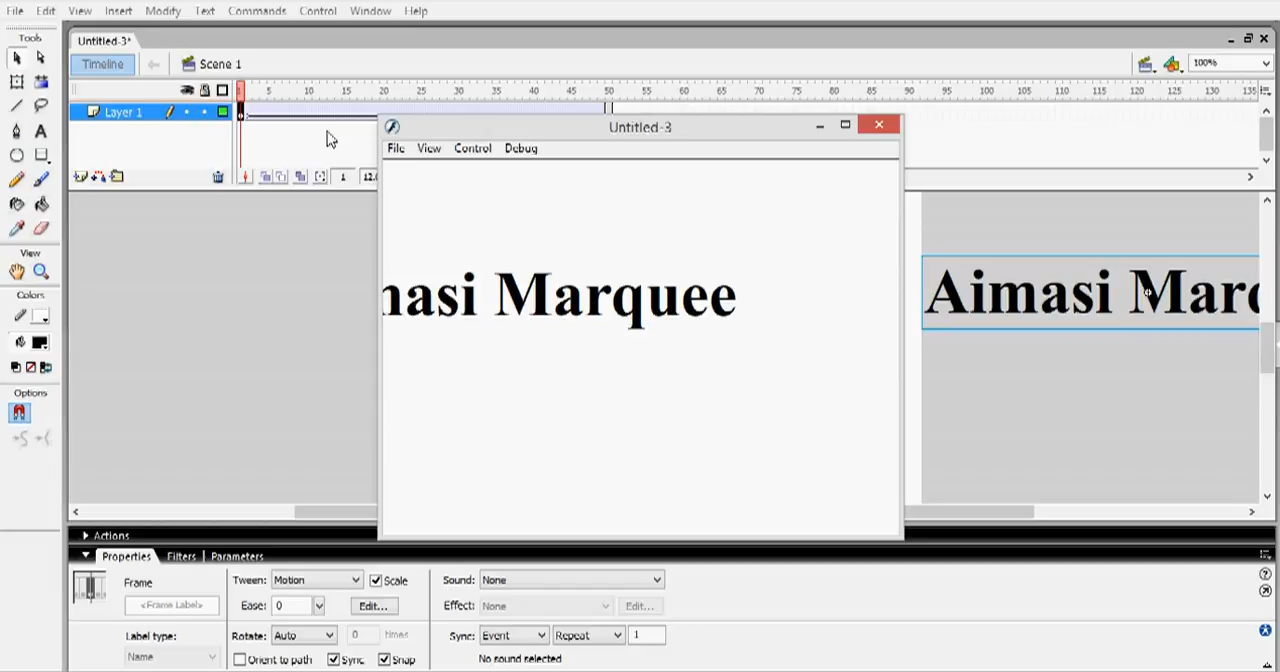 File Edit View Insert Modify Text Commands Control Window Help
Tools
Untitled-3*
Timeline Scene 1 100%
1 5 10 15 20 25 30 35 40 45 50 55 60 65 70 75 80 85 90 95 100 105 110 115 120 125 130 135
Layer 1
1 12.0
Untitled-3
File View Control Debug
masi Marquee
Aimasi Marq
View
Colors
Options
Actions
Properties Filters Parameters
Frame
<Frame Label>
Label type:
Name
Tween: Motion Scale
Ease: 0 Edit...
Rotate: Auto 0 times
Orient to path Sync Snap
Sound: None
Effect: None Edit...
Sync: Event Repeat 1
No sound selected